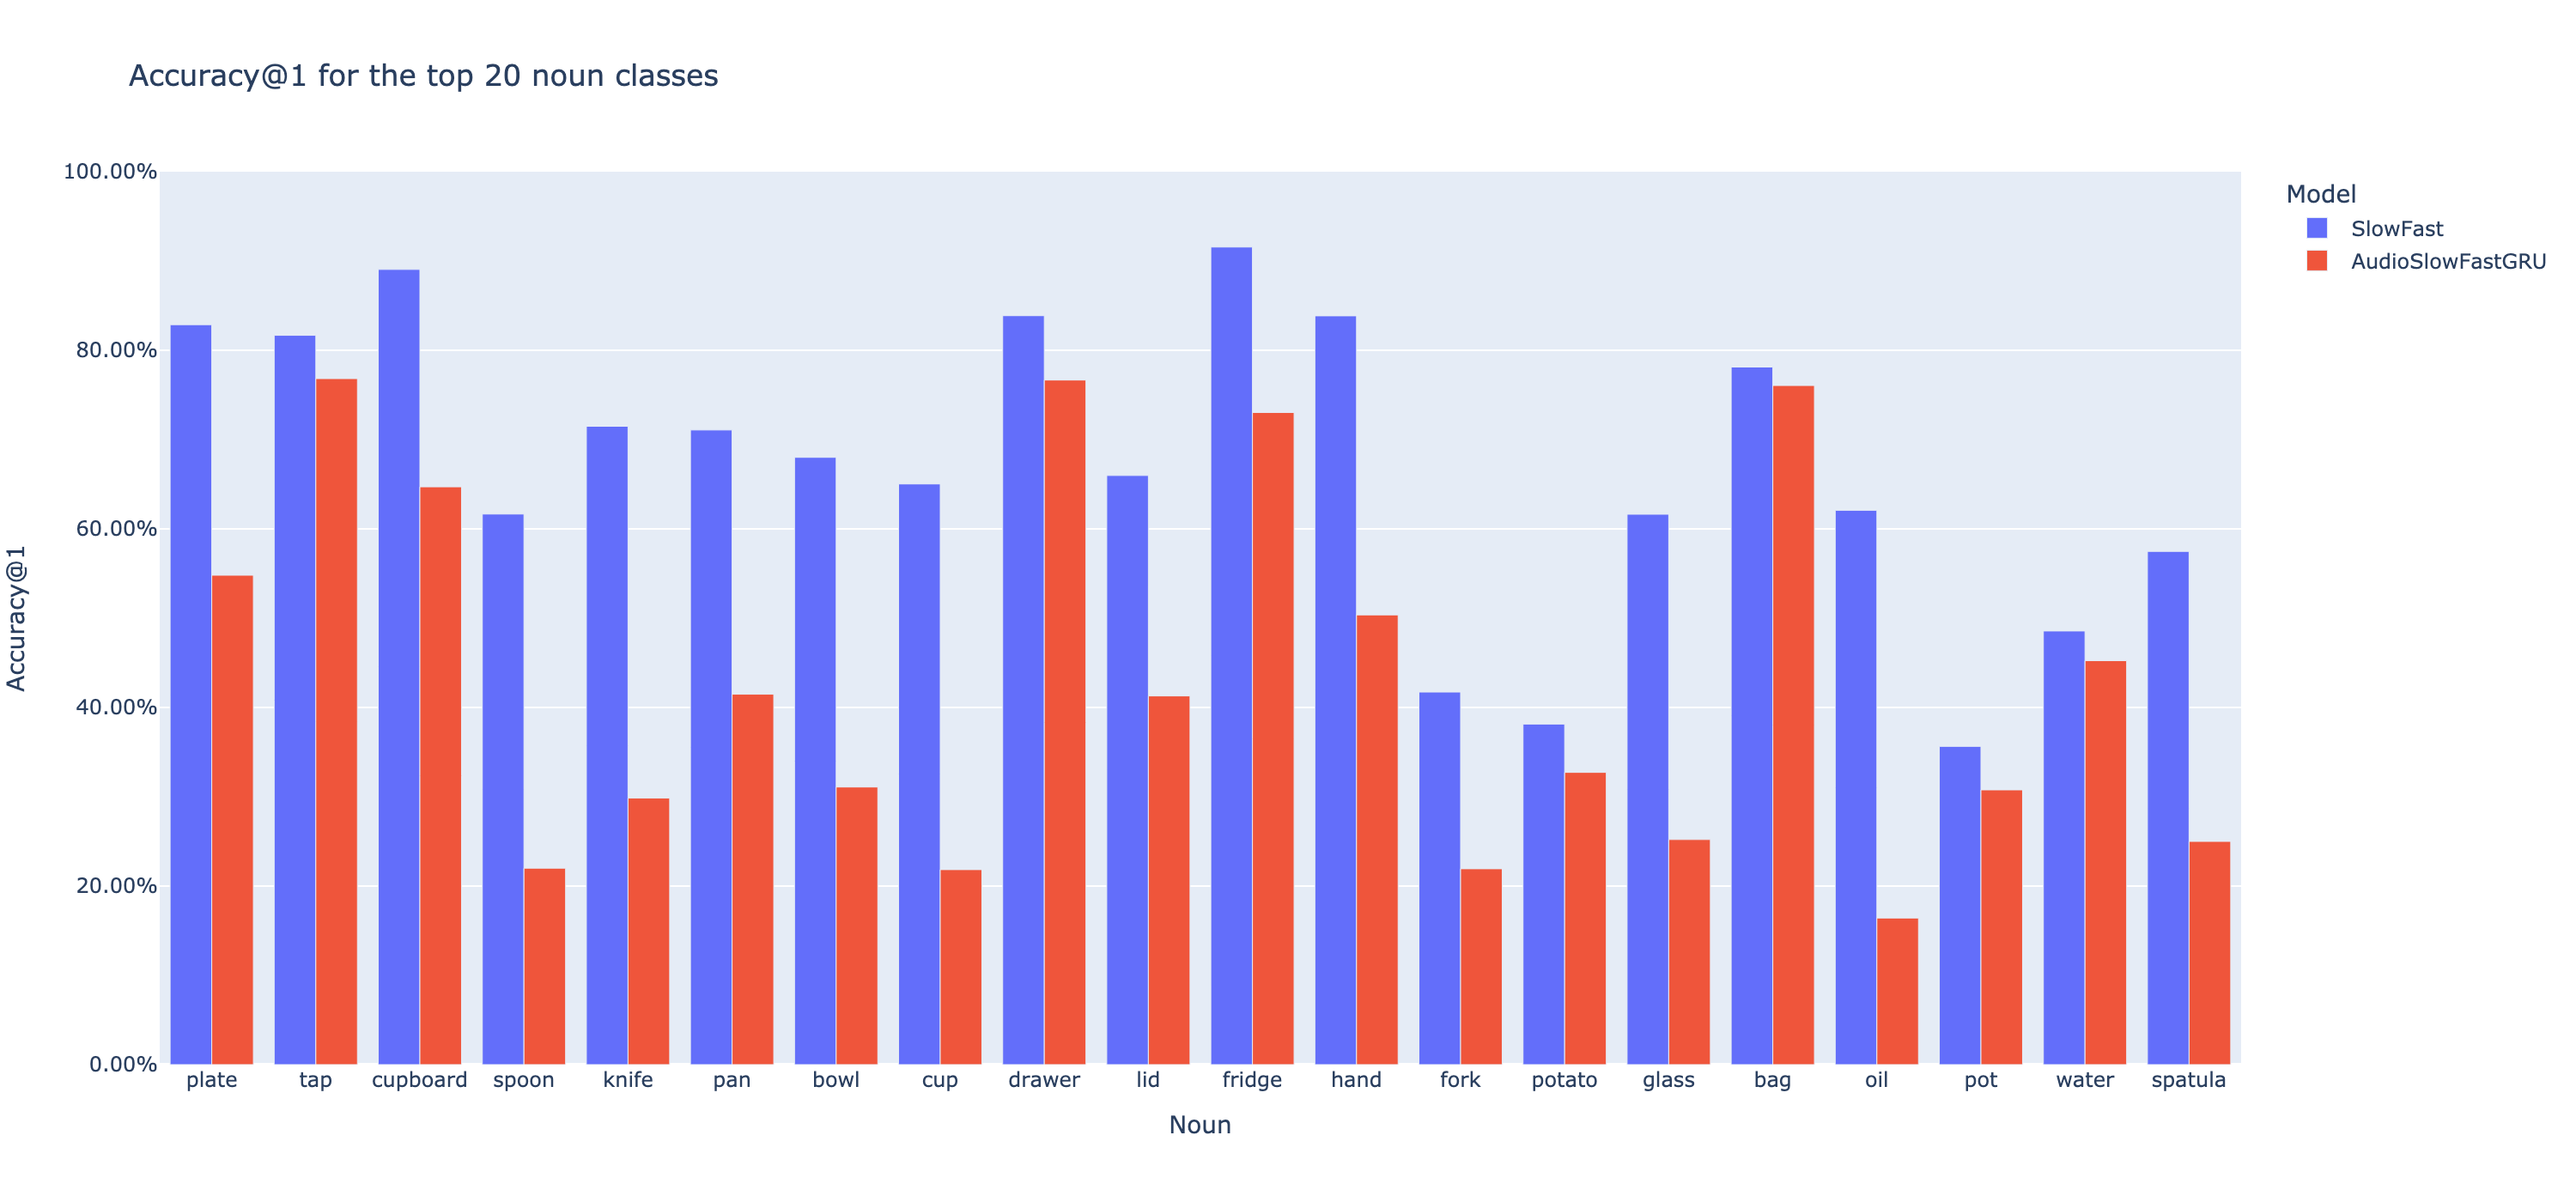 Accuracy@1 for the top 20 noun classes
100.00%
80.00%
60.00%
40.00%
20.00%
0.00%
Accuracy@1
plate tap cupboard spoon knife pan bowl cup drawer lid fridge hand fork potato glass bag oil pot water spatula
Noun
Model
SlowFast
AudioSlowFastGRU